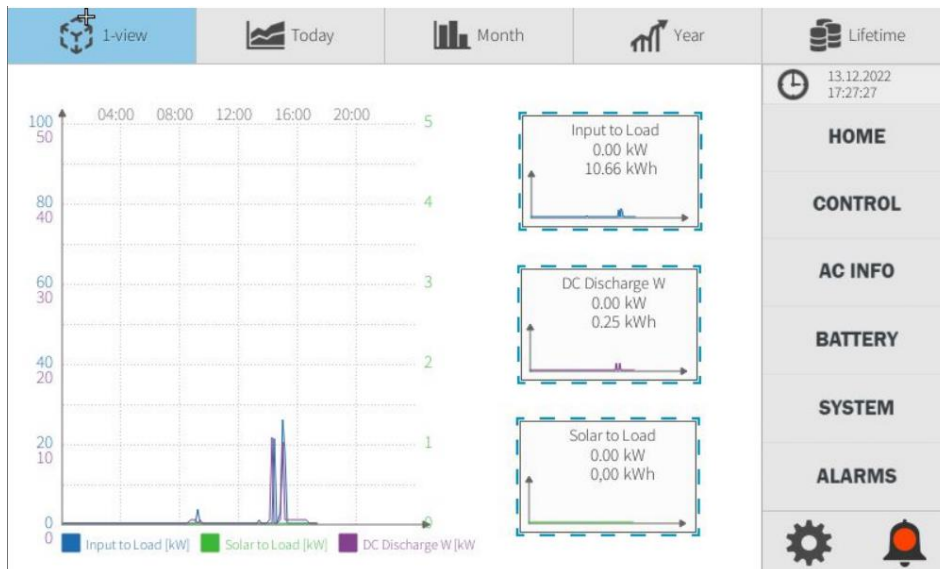 1-view
Today
Month
Year
Lifetime
13.12.2022
17:27:27
04:00 08:00 12:00 16:00 20:00
100
50
5
80
40
4
60
30
3
40
20
2
20
10
1
0
0
0
Input to Load [kW]
Solar to Load [kW]
DC Discharge W [kW
Input to Load
0.00 kW
10.66 kWh
DC Discharge W
0.00 kW
0.25 kWh
Solar to Load
0.00 kW
0,00 kWh
HOME
CONTROL
AC INFO
BATTERY
SYSTEM
ALARMS